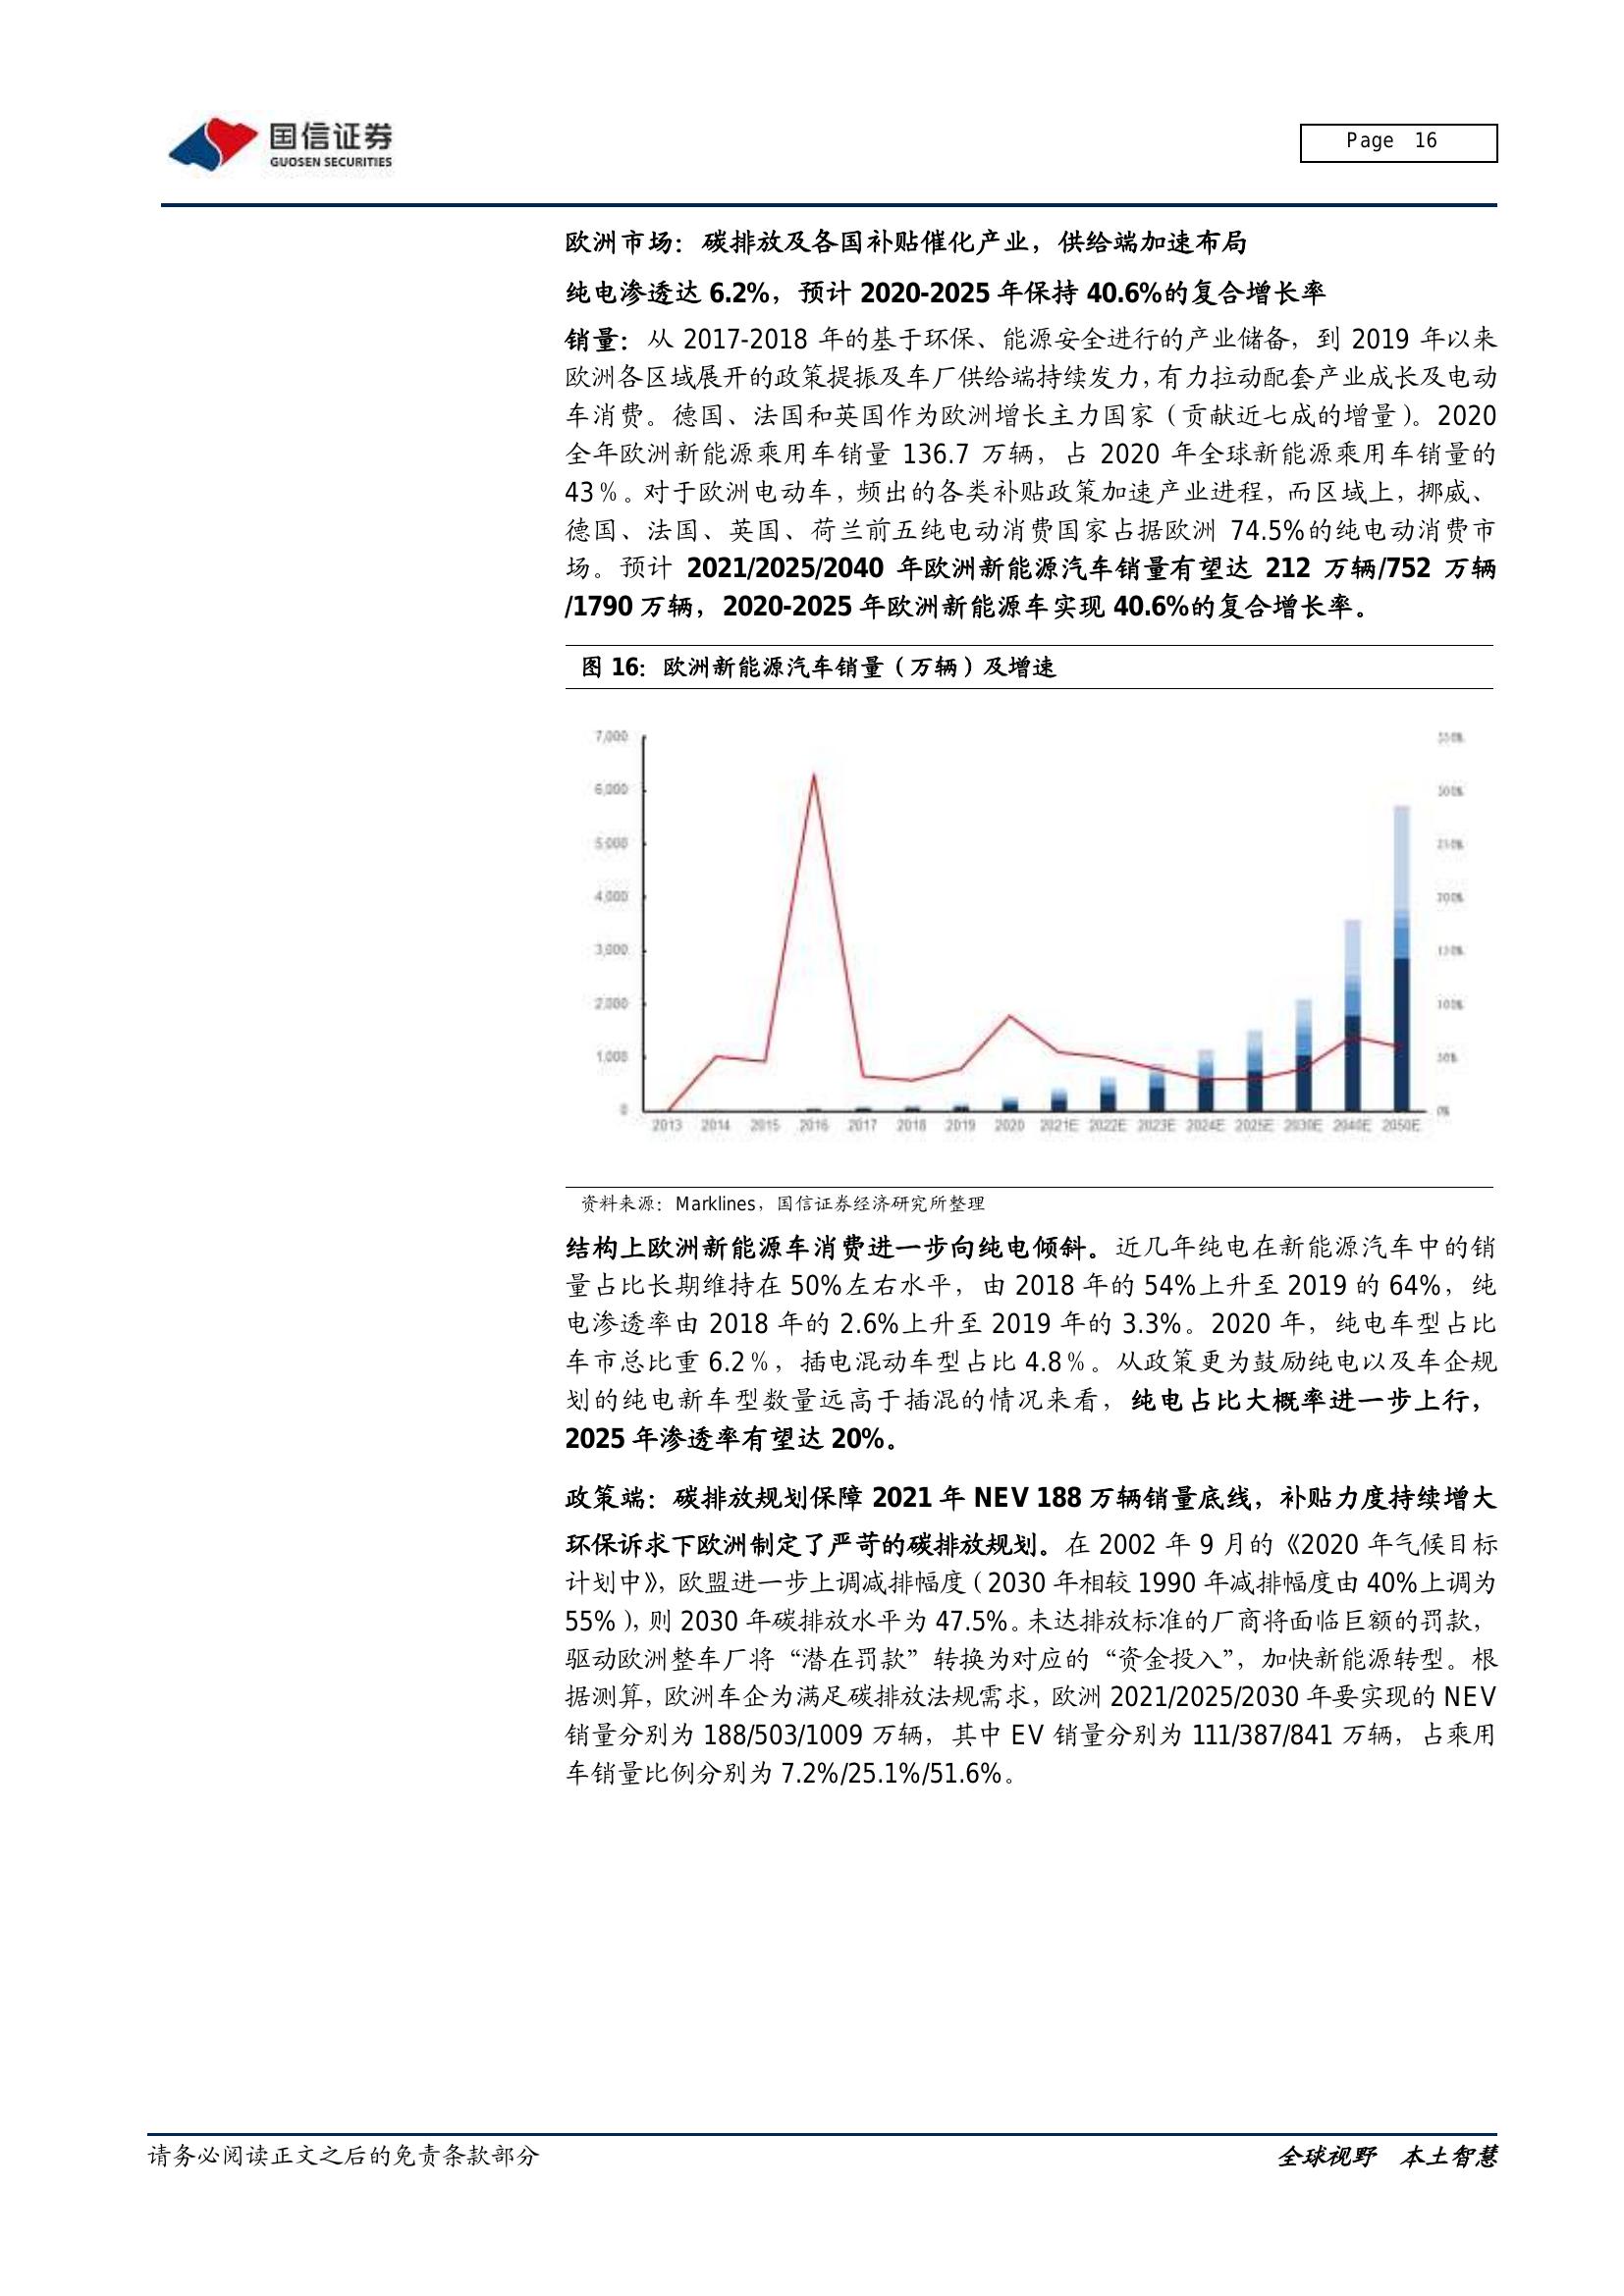 国信证券
GUOSEN SECURITIES
Page 16
欧洲市场：碳排放及各国补贴催化产业，供给端加速布局
纯电渗透达 6.2%，预计 2020-2025 年保持 40.6%的复合增长率
销量：从 2017-2018 年的基于环保、能源安全进行的产业储备，到 2019 年以来
欧洲各区域展开的政策提振及车厂供给端持续发力，有力拉动配套产业成长及电动
车消费。德国、法国和英国作为欧洲增长主力国家（贡献近七成的增量）。2020
全年欧洲新能源乘用车销量 136.7 万辆，占 2020 年全球新能源乘用车销量的
43％。对于欧洲电动车，频出的各类补贴政策加速产业进程，而区域上，挪威、
德国、法国、英国、荷兰前五纯电动消费国家占据欧洲 74.5%的纯电动消费市
场。预计 2021/2025/2040 年欧洲新能源汽车销量有望达 212 万辆/752 万辆
/1790 万辆，2020-2025 年欧洲新能源车实现 40.6%的复合增长率。
图 16：欧洲新能源汽车销量（万辆）及增速
7,000 350%
6,000 300%
5,000 250%
4,000 200%
3,000 150%
2,000 100%
1,000 50%
0 0%
2013 2014 2015 2016 2017 2018 2019 2020 2021E 2022E 2023E 2024E 2025E 2030E 2040E 2050E
资料来源：Marklines，国信证券经济研究所整理
结构上欧洲新能源车消费进一步向纯电倾斜。近几年纯电在新能源汽车中的销
量占比长期维持在 50%左右水平，由 2018 年的 54%上升至 2019 的 64%，纯
电渗透率由 2018 年的 2.6%上升至 2019 年的 3.3%。2020 年，纯电车型占比
车市总比重 6.2％，插电混动车型占比 4.8％。从政策更为鼓励纯电以及车企规
划的纯电新车型数量远高于插混的情况来看，纯电占比大概率进一步上行，
2025 年渗透率有望达 20%。
政策端：碳排放规划保障 2021 年 NEV 188 万辆销量底线，补贴力度持续增大
环保诉求下欧洲制定了严苛的碳排放规划。在 2002 年 9 月的《2020 年气候目标
计划中》，欧盟进一步上调减排幅度（2030 年相较 1990 年减排幅度由 40%上调为
55%），则 2030 年碳排放水平为 47.5%。未达排放标准的厂商将面临巨额的罚款，
驱动欧洲整车厂将“潜在罚款”转换为对应的“资金投入”，加快新能源转型。根
据测算，欧洲车企为满足碳排放法规需求，欧洲 2021/2025/2030 年要实现的 NEV
销量分别为 188/503/1009 万辆，其中 EV 销量分别为 111/387/841 万辆，占乘用
车销量比例分别为 7.2%/25.1%/51.6%。
请务必阅读正文之后的免责条款部分
全球视野 本土智慧